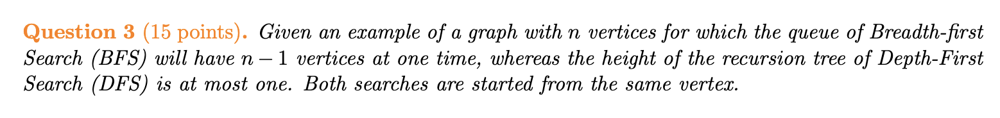 Question 3 (15 points). Given an example of a graph with n vertices for which the queue of Breadth-first
Search (BFS) will have n − 1 vertices at one time, whereas the height of the recursion tree of Depth-First
Search (DFS) is at most one. Both searches are started from the same vertex.